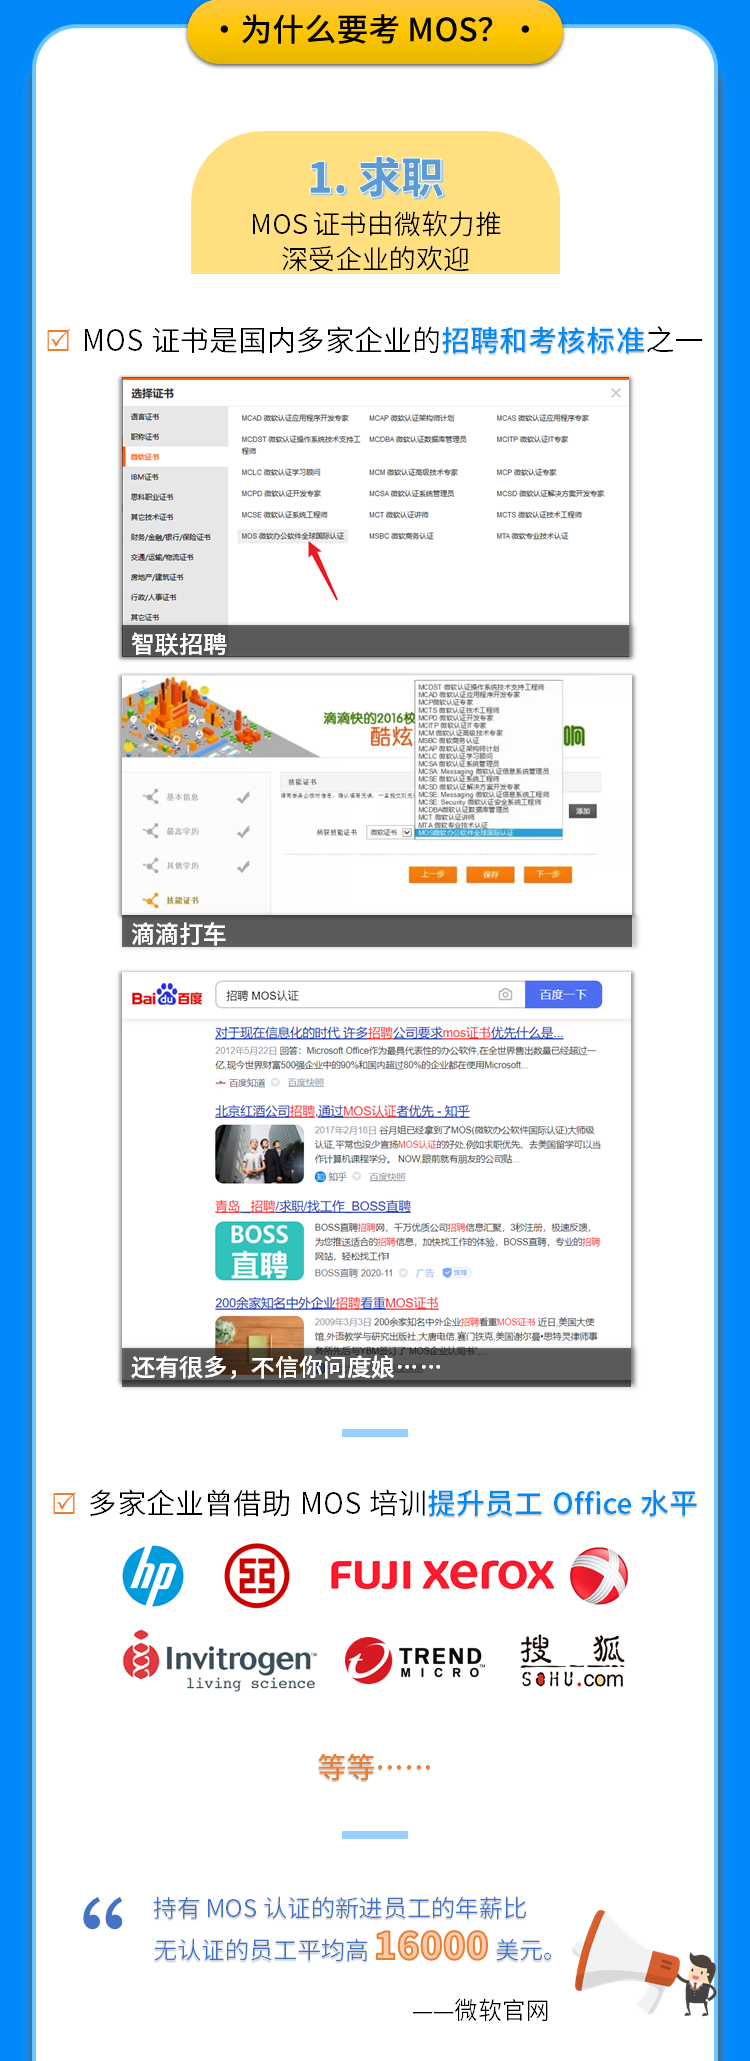 ·为什么要考 MOS？·
1. 求职
MOS 证书由微软力推
深受企业的欢迎
MOS 证书是国内多家企业的招聘和考核标准之一
选择证书
语言证书
职称证书
微软证书
IBM证书
思科职业证书
其它技术证书
财务/金融/银行/保险证书
交通/运输/物流证书
房地产/建筑证书
行政/人事证书
其它证书
MCAD 微软认证应用程序开发专家 MCAP 微软认证架构师计划 MCAS 微软认证应用程序专家
MCDST 微软认证操作系统技术支持工程师 MCDBA 微软认证数据库管理员 MCITP 微软认证IT专家
MCLC 微软认证学习顾问 MCM 微软认证高级技术专家 MCP 微软认证专家
MCPD 微软认证开发专家 MCSA 微软认证系统管理员 MCSD 微软认证解决方案开发专家
MCSE 微软认证系统工程师 MCT 微软认证讲师 MCTS 微软认证技术工程师
MOS 微软办公软件全球国际认证 MSBC 微软商务认证 MTA 微软专业技术认证
智联招聘
滴滴快的2016校
酷炫
响
MCDST 微软认证操作系统技术支持工程师
MCAD 微软认证应用程序开发专家
MCP微软认证专家
MCTS 微软认证技术工程师
MCPD 微软认证开发专家
MCITP 微软认证IT专家
MCM 微软认证高级技术专家
MSBC 微软商务认证
MCAP 微软认证架构师计划
MCLC 微软认证学习顾问
MCSA 微软认证系统管理员
MCSA: Messaging 微软认证信息系统管理员
MCSE 微软认证系统工程师
MCSD 微软认证解决方案开发专家
MCSE: Messaging 微软认证信息系统工程师
MCSE: Security 微软认证安全系统工程师
MCDBA微软认证数据库管理员
MCT 微软认证讲师
MTA 微软专业技术认证
MOS微软办公软件全球国际认证
基本信息
最高学历
其他学历
技能证书
技能证书
所获技能证书 微软证书
添加
上一步 保存 下一步
滴滴打车
Bai du 百度 招聘 MOS认证 百度一下
对于现在信息化的时代 许多招聘公司要求mos证书优先什么是...
2012年5月22日 回答：Microsoft Office作为最具代表性的办公软件,在全世界售出数量已经超过一
亿,现今世界财富500强企业中的90%和国内超过80%的企业都在使用Microsoft...
百度知道 百度快照
北京红酒公司招聘,通过MOS认证者优先 - 知乎
2017年2月18日 谷月姐已经拿到了MOS(微软办公软件国际认证)大师级
认证,平常也没少宣扬MOS认证的好处,例如求职优先、去美国留学可以当
作计算机课程学分。 NOW,眼前就有朋友的公司贴...
知 知乎 百度快照
青岛__招聘/求职/找工作_BOSS直聘
BOSS
直聘
BOSS直聘招聘网，千万优质公司招聘信息汇聚，3秒注册，极速反馈，
为您推送适合的招聘信息，加快找工作的体验，BOSS直聘，专业的招聘
网站，轻松找工作!
BOSS直聘 2020-11 广告 保障
200余家知名中外企业招聘看重MOS证书
2009年3月3日 200余家知名中外企业招聘看重MOS证书 近日,美国大使
馆,外语教学与研究出版社,大唐电信,赛门铁克,美国谢尔曼•思特灵律师事
务所先后与YBM签订了"MOS企业认同书",...
还有很多，不信你问度娘……
多家企业曾借助 MOS 培训提升员工 Office 水平
hp
FUJI xerox
Invitrogen™
living science
TREND
MICRO™
搜狐
SOHU.com
等等……
“持有 MOS 认证的新进员工的年薪比
无认证的员工平均高 16000 美元。
——微软官网